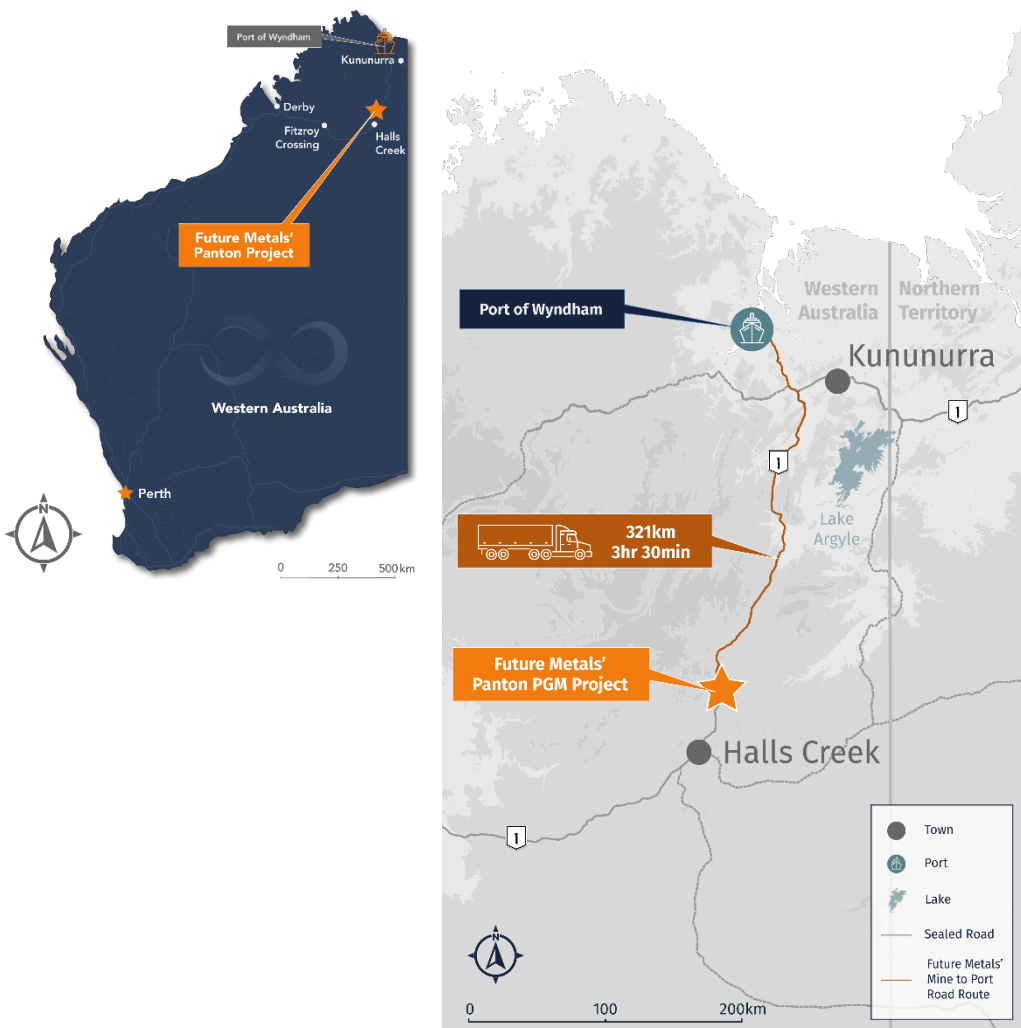 Port of Wyndham
Kununurra
Derby
Fitzroy
Crossing
Halls
Creek
Future Metals'
Panton Project
Western Australia
Perth
N
0 250 500km
Western
Australia
Northern
Territory
Port of Wyndham
Kununurra
1
1
Lake
Argyle
321km
3hr 30min
Future Metals'
Panton PGM Project
Halls Creek
1
N
0 100 200km
Town
Port
Lake
Sealed Road
Future Metals'
Mine to Port
Road Route